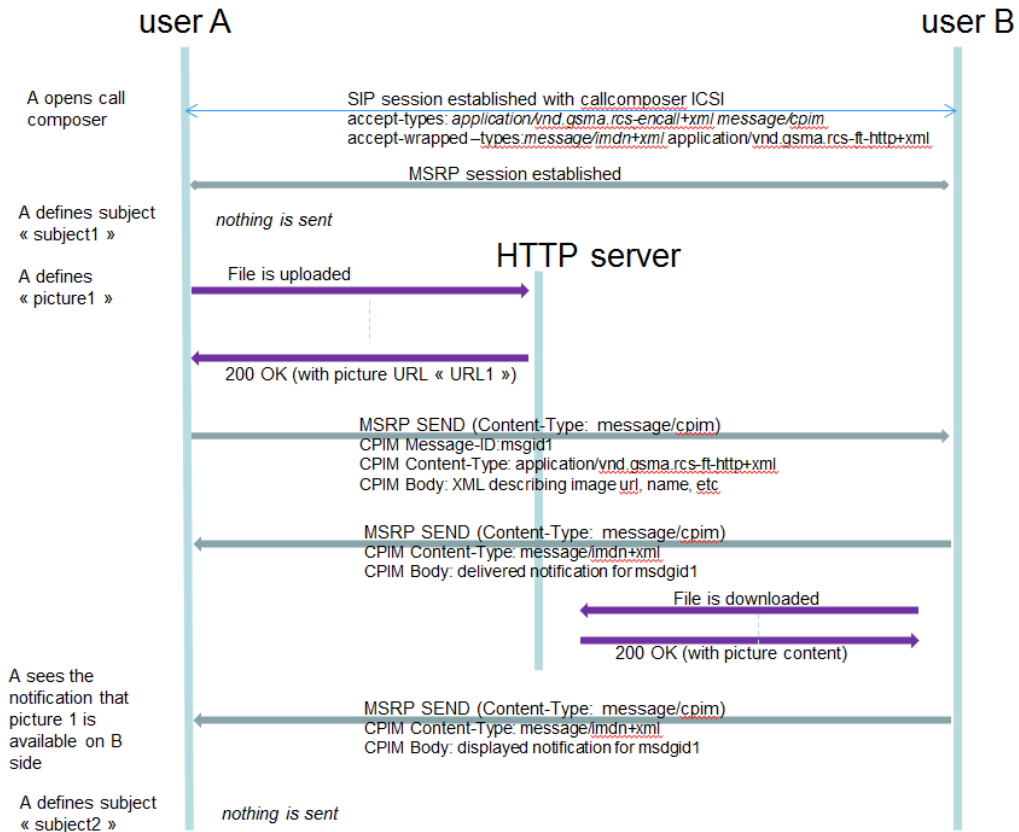 user A
user B
A opens call
composer
SIP session established with callcomposer ICSI
accept-types: application/vnd.gsma.rcs-encall+xml message/cpim
accept-wrapped –types:message/imdn+xml application/vnd.gsma.rcs-ft-http+xml
MSRP session established
A defines subject
« subject1 »
nothing is sent
HTTP server
A defines
« picture1 »
File is uploaded
200 OK (with picture URL « URL1 »)
MSRP SEND (Content-Type: message/cpim)
CPIM Message-ID:msgid1
CPIM Content-Type: application/vnd.gsma.rcs-ft-http+xml
CPIM Body: XML describing image url, name, etc
MSRP SEND (Content-Type: message/cpim)
CPIM Content-Type: message/imdn+xml
CPIM Body: delivered notification for msdgid1
File is downloaded
200 OK (with picture content)
A sees the
notification that
picture 1 is
available on B
side
MSRP SEND (Content-Type: message/cpim)
CPIM Content-Type: message/imdn+xml
CPIM Body: displayed notification for msdgid1
A defines subject
« subject2 »
nothing is sent